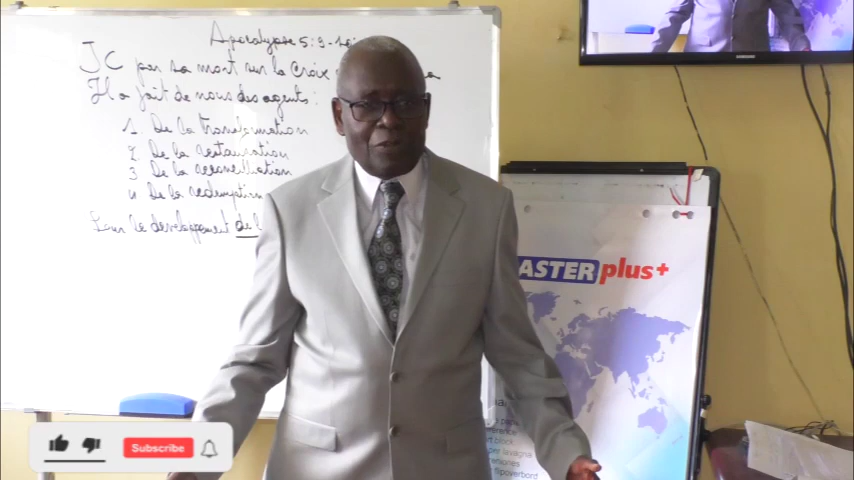 Apocalypse 5:9-10
JC par sa mort sur la Croix
Il a fait de nous des agents:
1. De la transformation
2. De la restauration
3 De la reconciliation
4 De la redemption
Pour le developpement de l
SAMSUNG
ASTER plus+
Subscribe